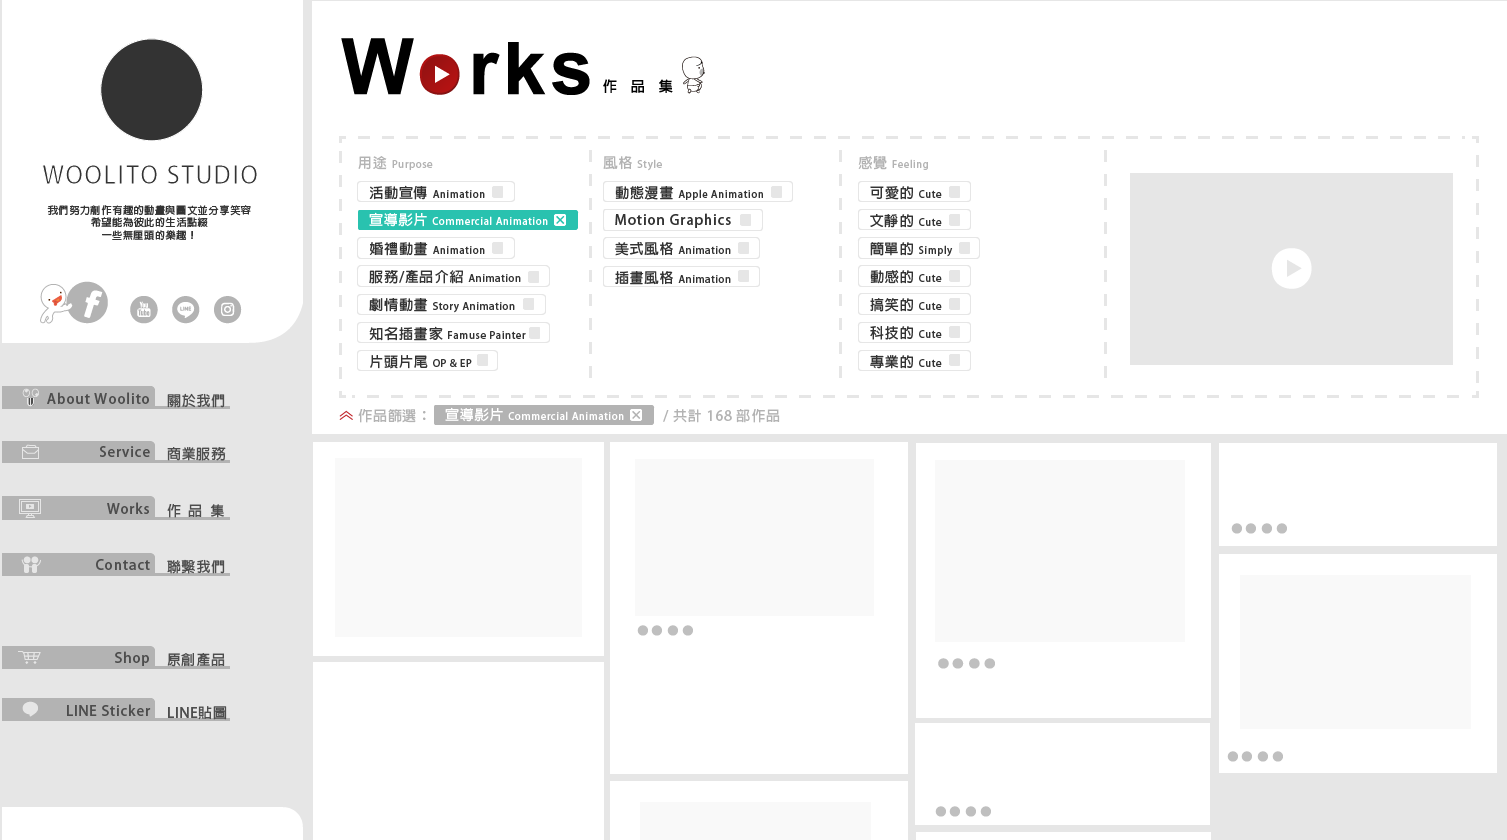 WOOLITO STUDIO
我們努力創作有趣的動畫與圖文並分享笑容
希望能為彼此的生活點綴
一些無厘頭的樂趣！
f
You Tube
LINE
About Woolito 關於我們
Service 商業服務
Works 作品集
Contact 聯繫我們
Shop 原創產品
LINE Sticker LINE貼圖
Works 作品集
用途 Purpose
活動宣傳 Animation
宣導影片 Commercial Animation
婚禮動畫 Animation
服務/產品介紹 Animation
劇情動畫 Story Animation
知名插畫家 Famuse Painter
片頭片尾 OP & EP
風格 Style
動態漫畫 Apple Animation
Motion Graphics
美式風格 Animation
插畫風格 Animation
感覺 Feeling
可愛的 Cute
文靜的 Cute
簡單的 Simply
動感的 Cute
搞笑的 Cute
科技的 Cute
專業的 Cute
作品篩選： 宣導影片 Commercial Animation / 共計 168 部作品